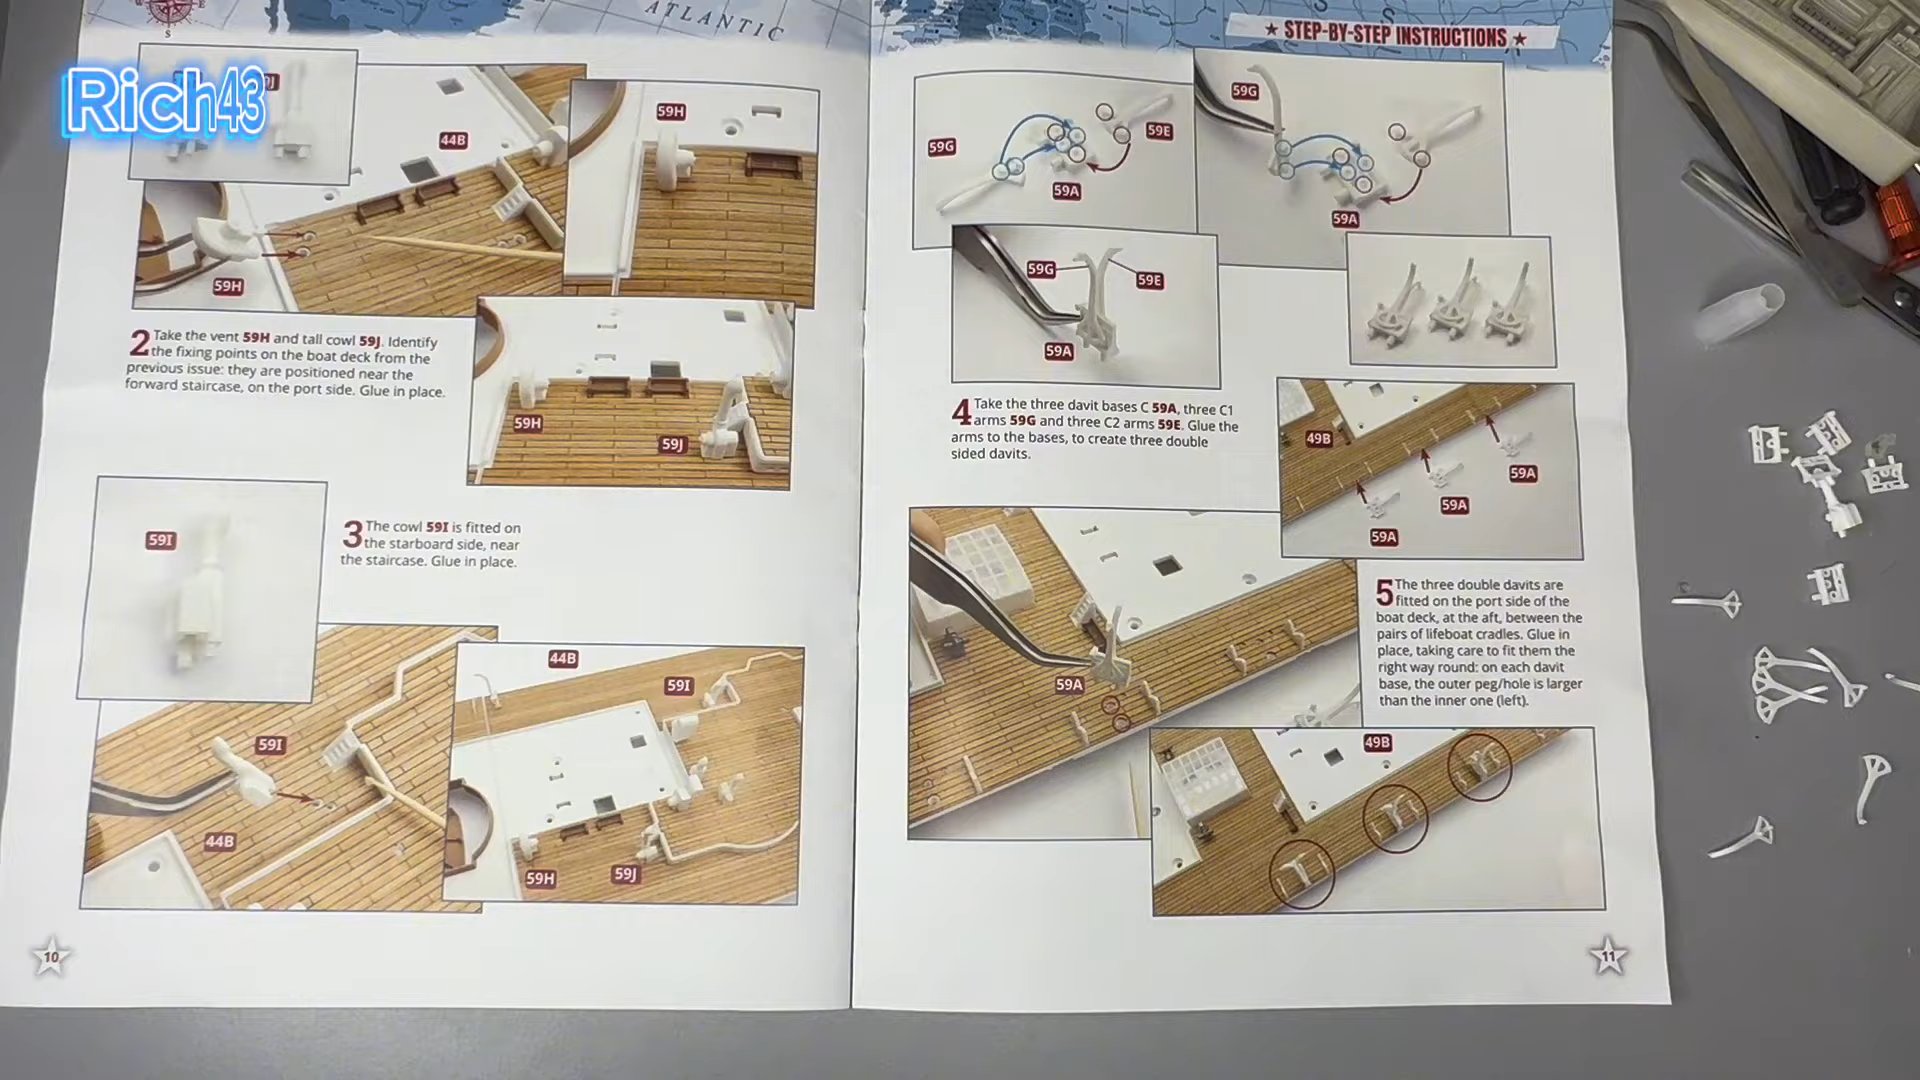 S
ATLANTIC
★ STEP-BY-STEP INSTRUCTIONS ★
Rich43
44B
59H
59H
2 Take the vent 59H and tall cowl 59J. Identify
the fixing points on the boat deck from the
previous issue: they are positioned near the
forward staircase, on the port side. Glue in place.
59H
59J
59I
3 The cowl 59I is fitted on
the starboard side, near
the staircase. Glue in place.
59I
44B
44B
59I
59H
59J
10
59G
59E
59A
59G
59A
59G
59E
59A
4 Take the three davit bases C 59A, three C1
arms 59G and three C2 arms 59E. Glue the
arms to the bases, to create three double
sided davits.
49B
59A
59A
59A
59A
5 The three double davits are
fitted on the port side of the
boat deck, at the aft, between the
pairs of lifeboat cradles. Glue in
place, taking care to fit them the
right way round: on each davit
base, the outer peg/hole is larger
than the inner one (left).
49B
11